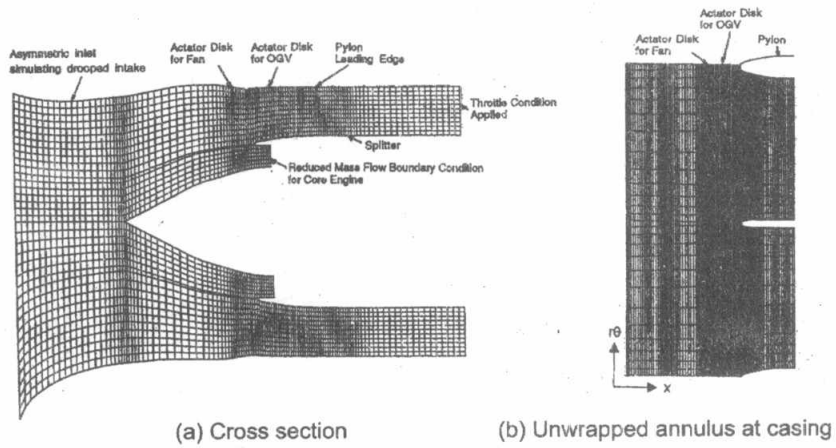 Asymmetric inlet
simulating drooped intake
Actator Disk
for Fan
Actator Disk
for OGV
Pylon
Leading Edge
Throttle Condition
Applied
Splitter
Reduced Mass Flow Boundary Condition
for Core Engine
(a) Cross section
Actator Disk
for OGV
Actator Disk
for Fan
Pylon
rθ
x
(b) Unwrapped annulus at casing